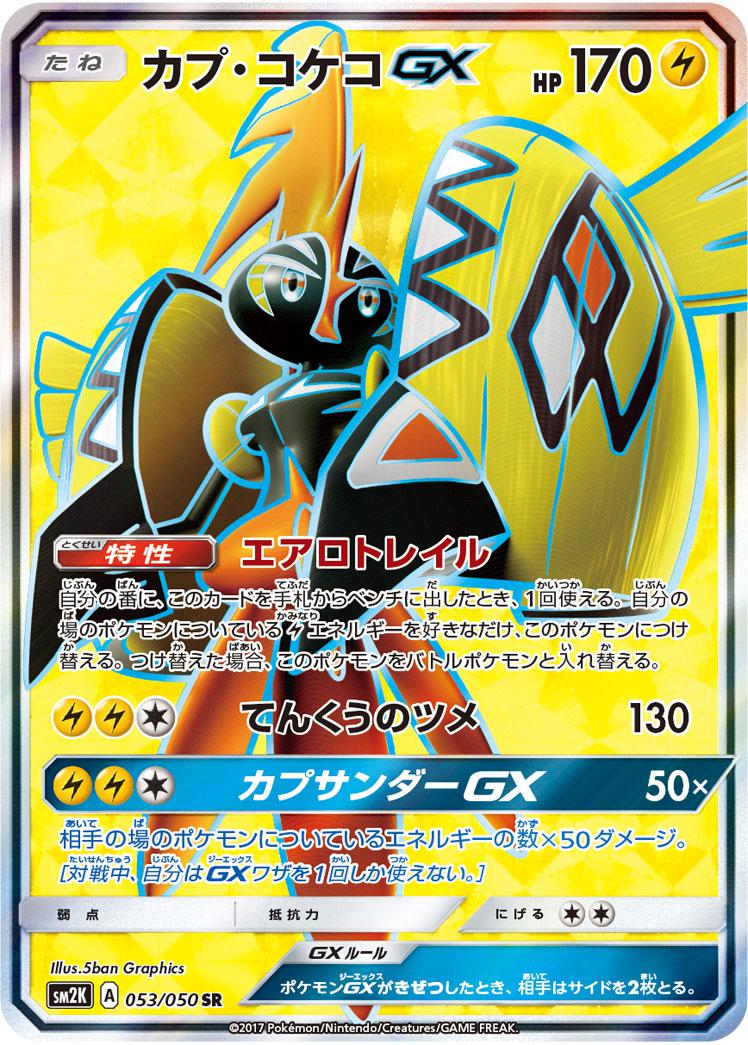 たね カプ・コケコGX HP 170
とくせい 特性 エアロトレイル
自分の番に、このカードを手札からベンチに出したとき、1回使える。自分の
場のポケモンについているエネルギーを好きなだけ、このポケモンにつけ
替える。つけ替えた場合、このポケモンをバトルポケモンと入れ替える。
てんくうのツメ 130
カプサンダーGX 50×
相手の場のポケモンについているエネルギーの数×50ダメージ。
[対戦中、自分はGXワザを1回しか使えない。]
弱点 抵抗力 にげる
GXルール
ポケモンGXがきぜつしたとき、相手はサイドを2枚とる。
Illus.5ban Graphics
SM2K A 053/050 SR
©2017 Pokémon/Nintendo/Creatures/GAME FREAK.